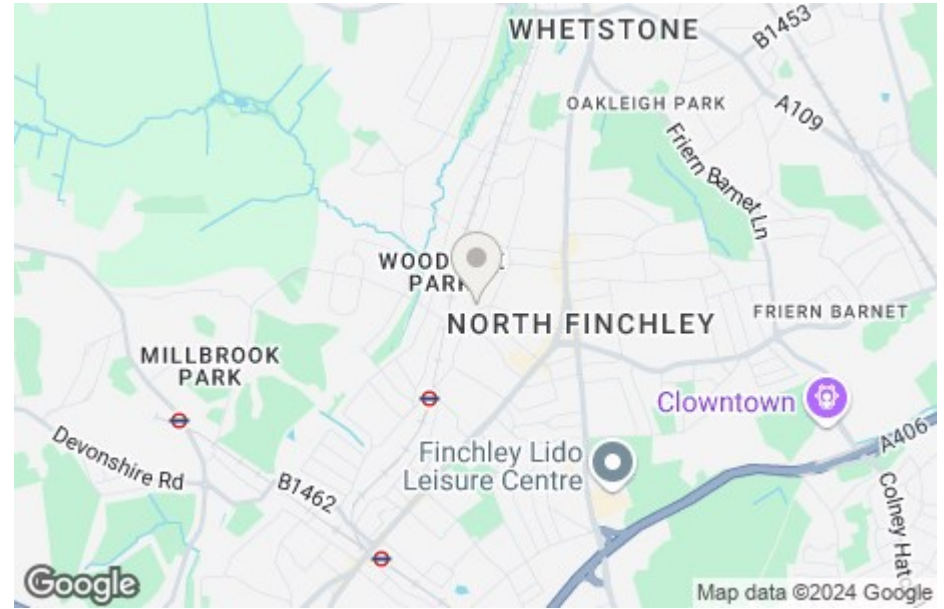 WHETSTONE
B1453
OAKLEIGH PARK
A109
Friern Barnet Ln
PARK
NORTH FINCHLEY
FRIERN BARNET
MILLBROOK
PARK
Clowntown
A406
Devonshire Rd
Finchley Lido
Leisure Centre
B1462
Colney Hat
Google
Map data ©2024 Google